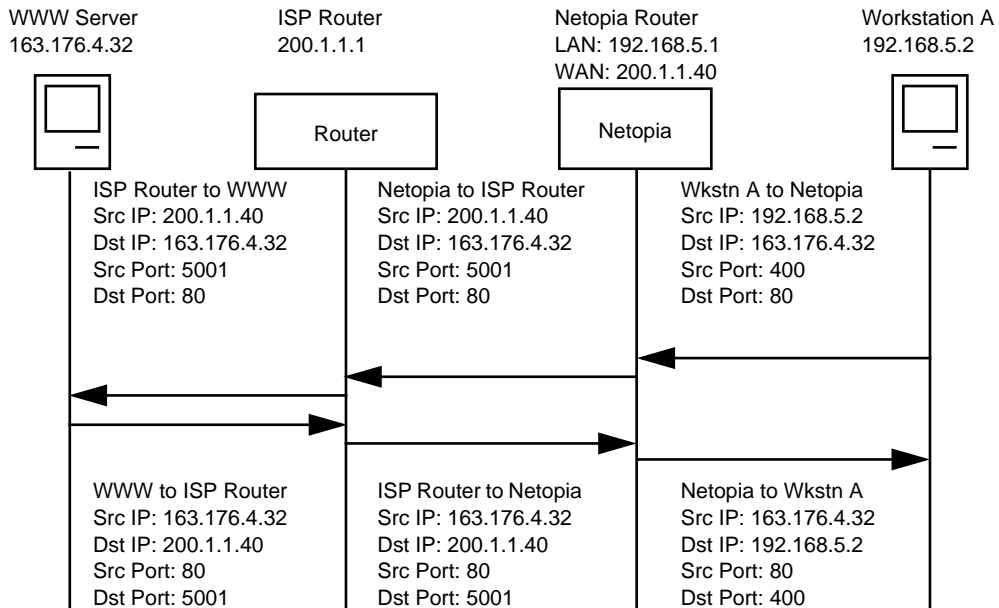 WWW Server
163.176.4.32
ISP Router
200.1.1.1
Netopia Router
LAN: 192.168.5.1
WAN: 200.1.1.40
Workstation A
192.168.5.2
Router
Netopia
ISP Router to WWW
Src IP: 200.1.1.40
Dst IP: 163.176.4.32
Src Port: 5001
Dst Port: 80
Netopia to ISP Router
Src IP: 200.1.1.40
Dst IP: 163.176.4.32
Src Port: 5001
Dst Port: 80
Wkstn A to Netopia
Src IP: 192.168.5.2
Dst IP: 163.176.4.32
Src Port: 400
Dst Port: 80
WWW to ISP Router
Src IP: 163.176.4.32
Dst IP: 200.1.1.40
Src Port: 80
Dst Port: 5001
ISP Router to Netopia
Src IP: 163.176.4.32
Dst IP: 200.1.1.40
Src Port: 80
Dst Port: 5001
Netopia to Wkstn A
Src IP: 163.176.4.32
Dst IP: 192.168.5.2
Src Port: 80
Dst Port: 400